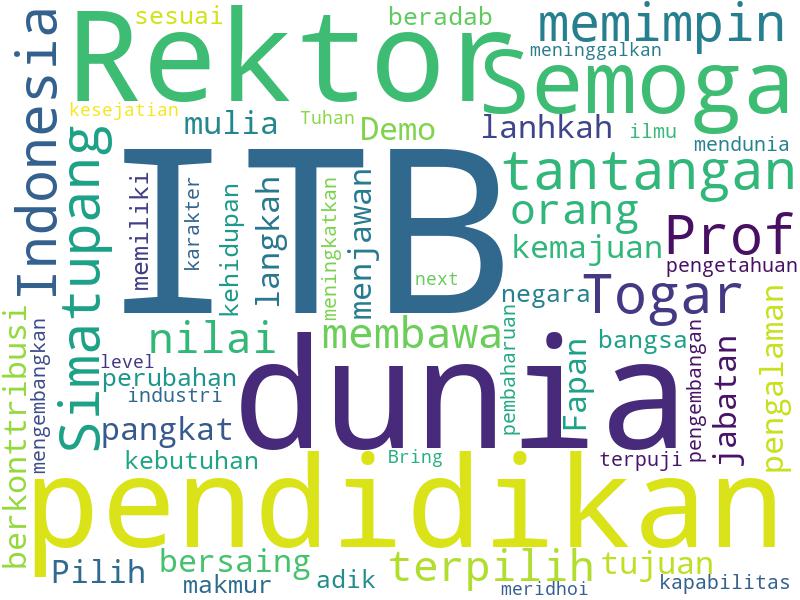 sesuai
beradab
memimpin
Rektor
meninggalkan
Semoga
Indonesia
kesejatian
mulia
Tuhan
Demo
lanhkah
ilmu
mendunia
Simatupang
ITB
memiliki
karakter
kehidupan
langkah
meningkatkan
menjawan
next
tantangan
orang
Prof
kemajuan
pengetahuan
negara
Togar
berkonttribusi
mengembangkan
nilai
membawa
pembaharuan
Fapan
bangsa
pengembangan
jabatan
pengalaman
level
perubahan
industri
dunia
pangkat
kebutuhan
Bring
terpuji
pendidikan
Pilih
bersaing
makmur
adik
terpilih
meridhoi
tujuan
kapabilitas